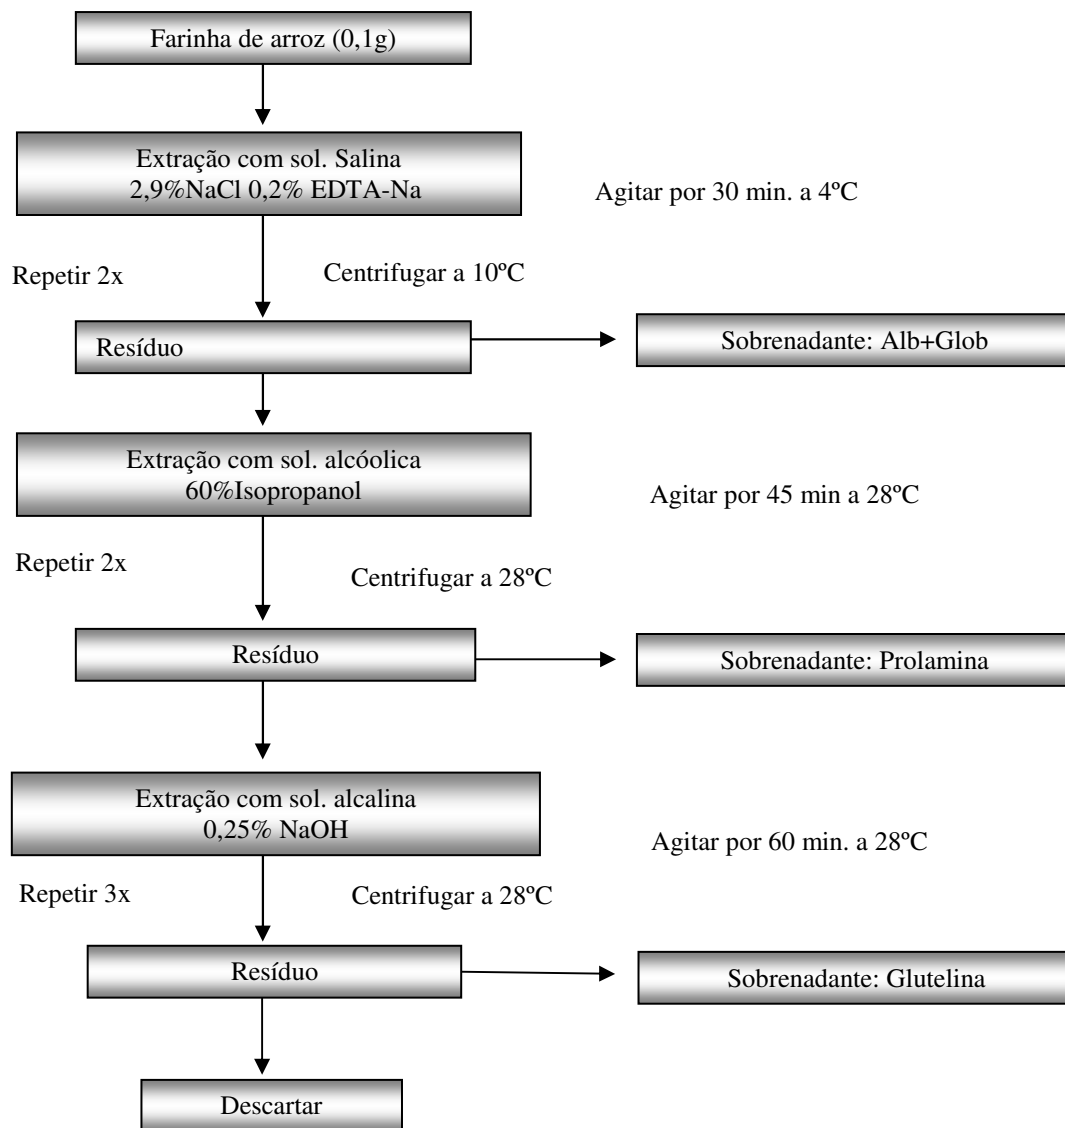 Farinha de arroz (0,1g)
Extração com sol. Salina
2,9%NaCl 0,2% EDTA-Na
Agitar por 30 min. a 4ºC
Repetir 2x
Centrifugar a 10ºC
Resíduo
Sobrenadante: Alb+Glob
Extração com sol. alcóolica
60%Isopropanol
Agitar por 45 min a 28ºC
Repetir 2x
Centrifugar a 28ºC
Resíduo
Sobrenadante: Prolamina
Extração com sol. alcalina
0,25% NaOH
Agitar por 60 min. a 28ºC
Repetir 3x
Centrifugar a 28ºC
Resíduo
Sobrenadante: Glutelina
Descartar